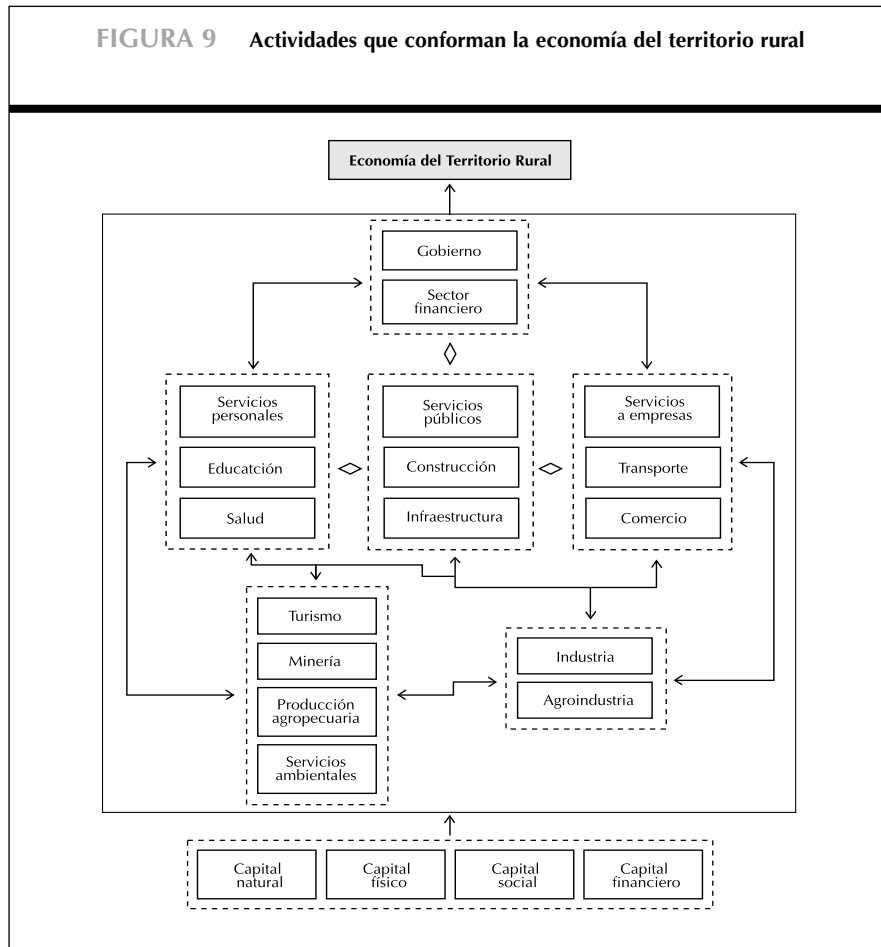 FIGURA 9 Actividades que conforman la economía del territorio rural
Economía del Territorio Rural
Gobierno
Sector
financiero
Servicios
personales
Educatción
Salud
Servicios
públicos
Construcción
Infraestructura
Servicios
a empresas
Transporte
Comercio
Turismo
Minería
Producción
agropecuaria
Servicios
ambientales
Industria
Agroindustria
Capital
natural
Capital
físico
Capital
social
Capital
financiero